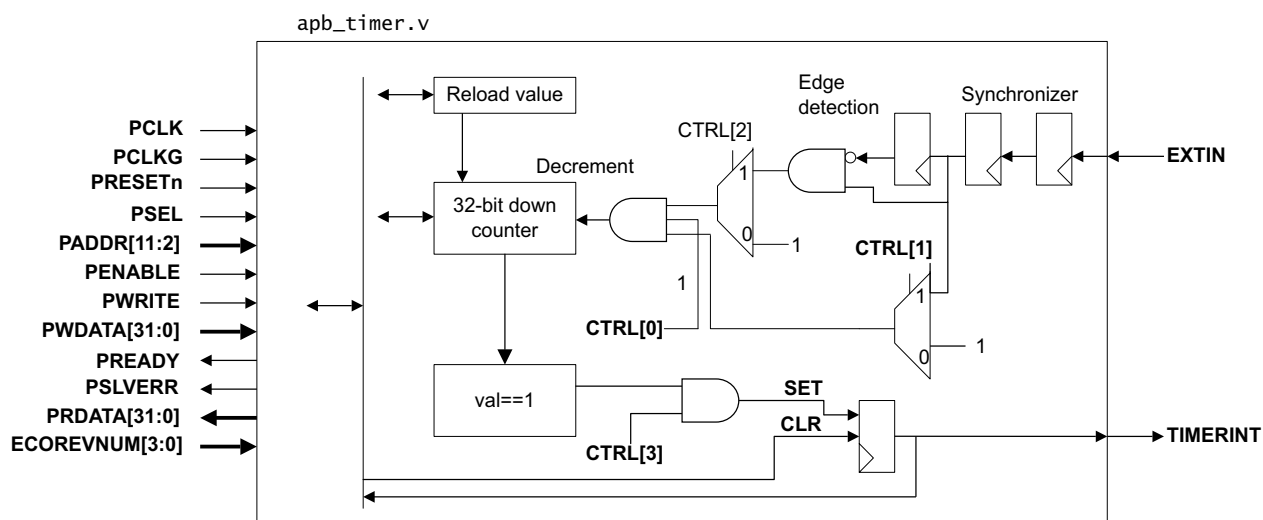 apb_timer.v
PCLK
PCLKG
PRESETn
PSEL
PADDR[11:2]
PENABLE
PWRITE
PWDATA[31:0]
PREADY
PSLVERR
PRDATA[31:0]
ECOREVNUM[3:0]
Reload value
Decrement
32-bit down
counter
val==1
CTRL[2]
1
0
1
Edge
detection
Synchronizer
EXTIN
CTRL[1]
1
0
1
1
CTRL[0]
CTRL[3]
SET
CLR
TIMERINT